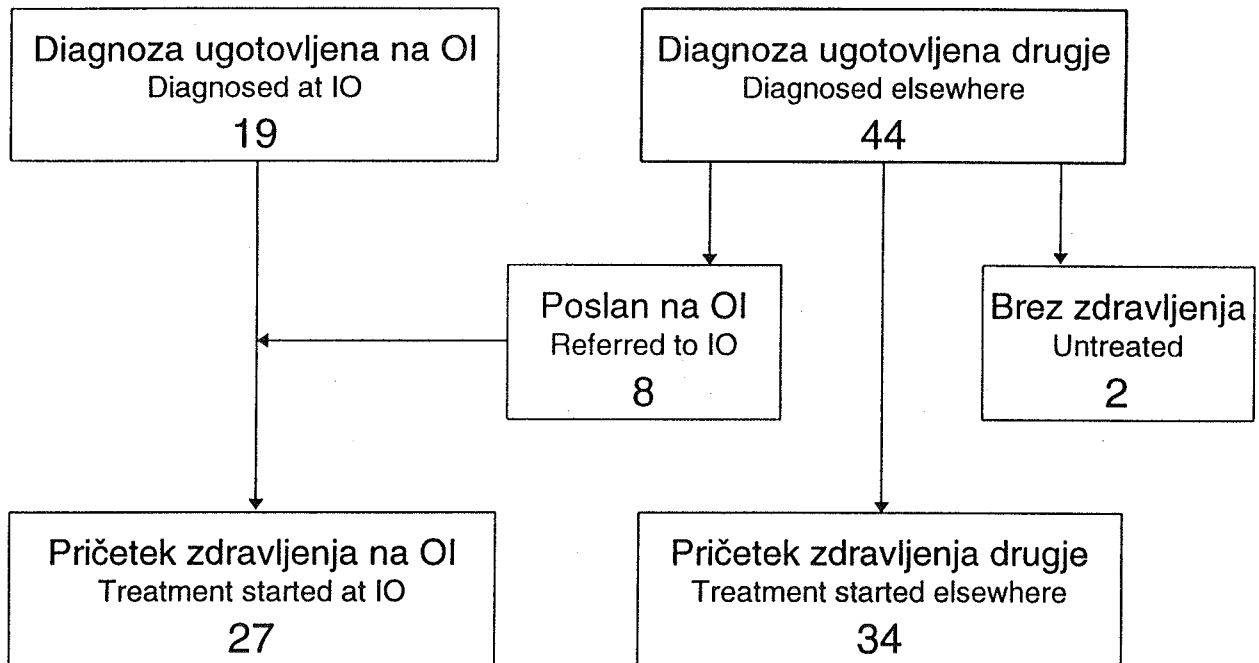 Diagnoza ugotovljena na OI
Diagnosed at IO
19
Diagnoza ugotovljena drugje
Diagnosed elsewhere
44
Poslan na OI
Referred to IO
8
Brez zdravljenja
Untreated
2
Pričetek zdravljenja na OI
Treatment started at IO
27
Pričetek zdravljenja drugje
Treatment started elsewhere
34